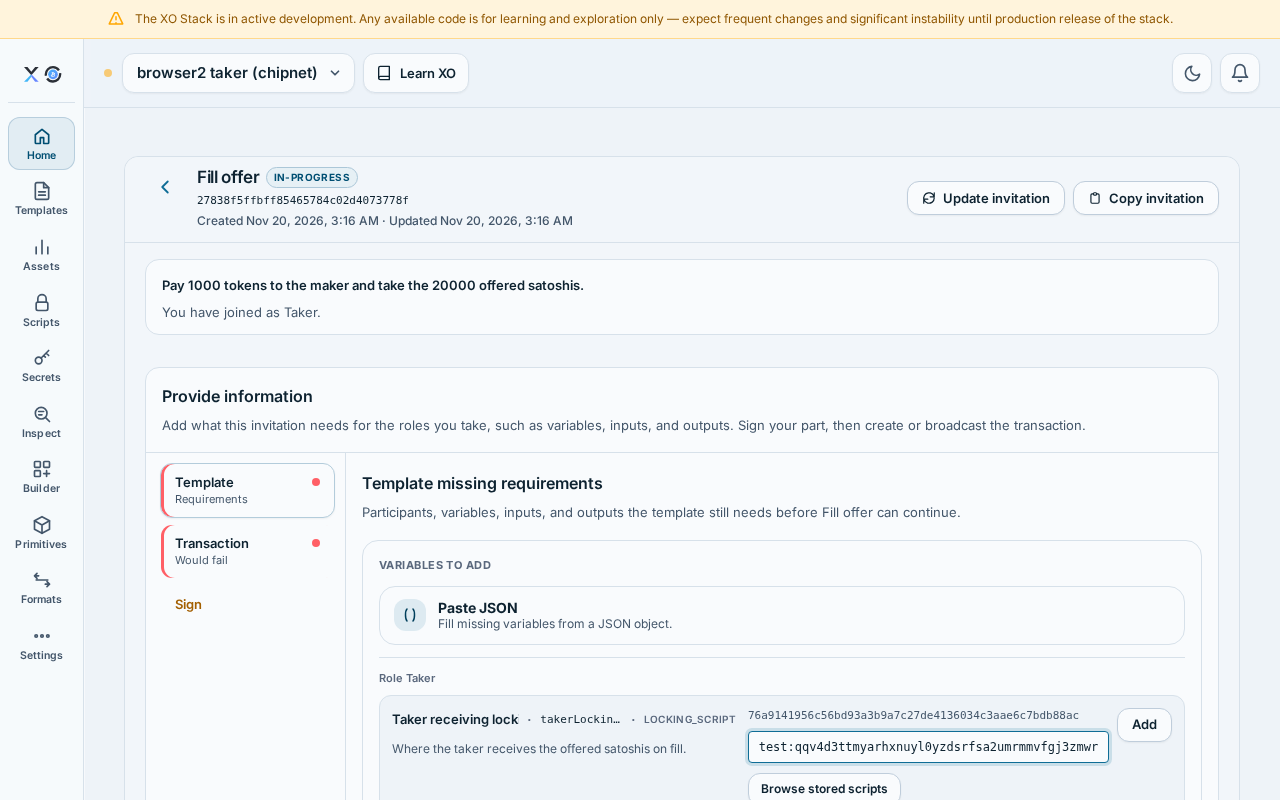 The XO Stack is in active development. Any available code is for learning and exploration only — expect frequent changes and significant instability until production release of the stack.
X
browser2 taker (chipnet)
Learn XO
Home
Templates
Assets
Scripts
Secrets
Inspect
Builder
Primitives
Formats
Settings
Fill offer IN-PROGRESS
27838f5ffbff85465784c02d4073778f
Created Nov 20, 2026, 3:16 AM · Updated Nov 20, 2026, 3:16 AM
Update invitation
Copy invitation
Pay 1000 tokens to the maker and take the 20000 offered satoshis.
You have joined as Taker.
Provide information
Add what this invitation needs for the roles you take, such as variables, inputs, and outputs. Sign your part, then create or broadcast the transaction.
Template
Requirements
Transaction
Would fail
Sign
Template missing requirements
Participants, variables, inputs, and outputs the template still needs before Fill offer can continue.
VARIABLES TO ADD
() Paste JSON
Fill missing variables from a JSON object.
Role Taker
Taker receiving lock · takerLockin… · LOCKING_SCRIPT
Where the taker receives the offered satoshis on fill.
76a9141956c56bd93a3b9a7c27de4136034c3aae6c7bdb88ac
test:qqv4d3ttmyarhxnuyl0yzdsrfsa2umrmmvfgj3zmwr
Add
Browse stored scripts